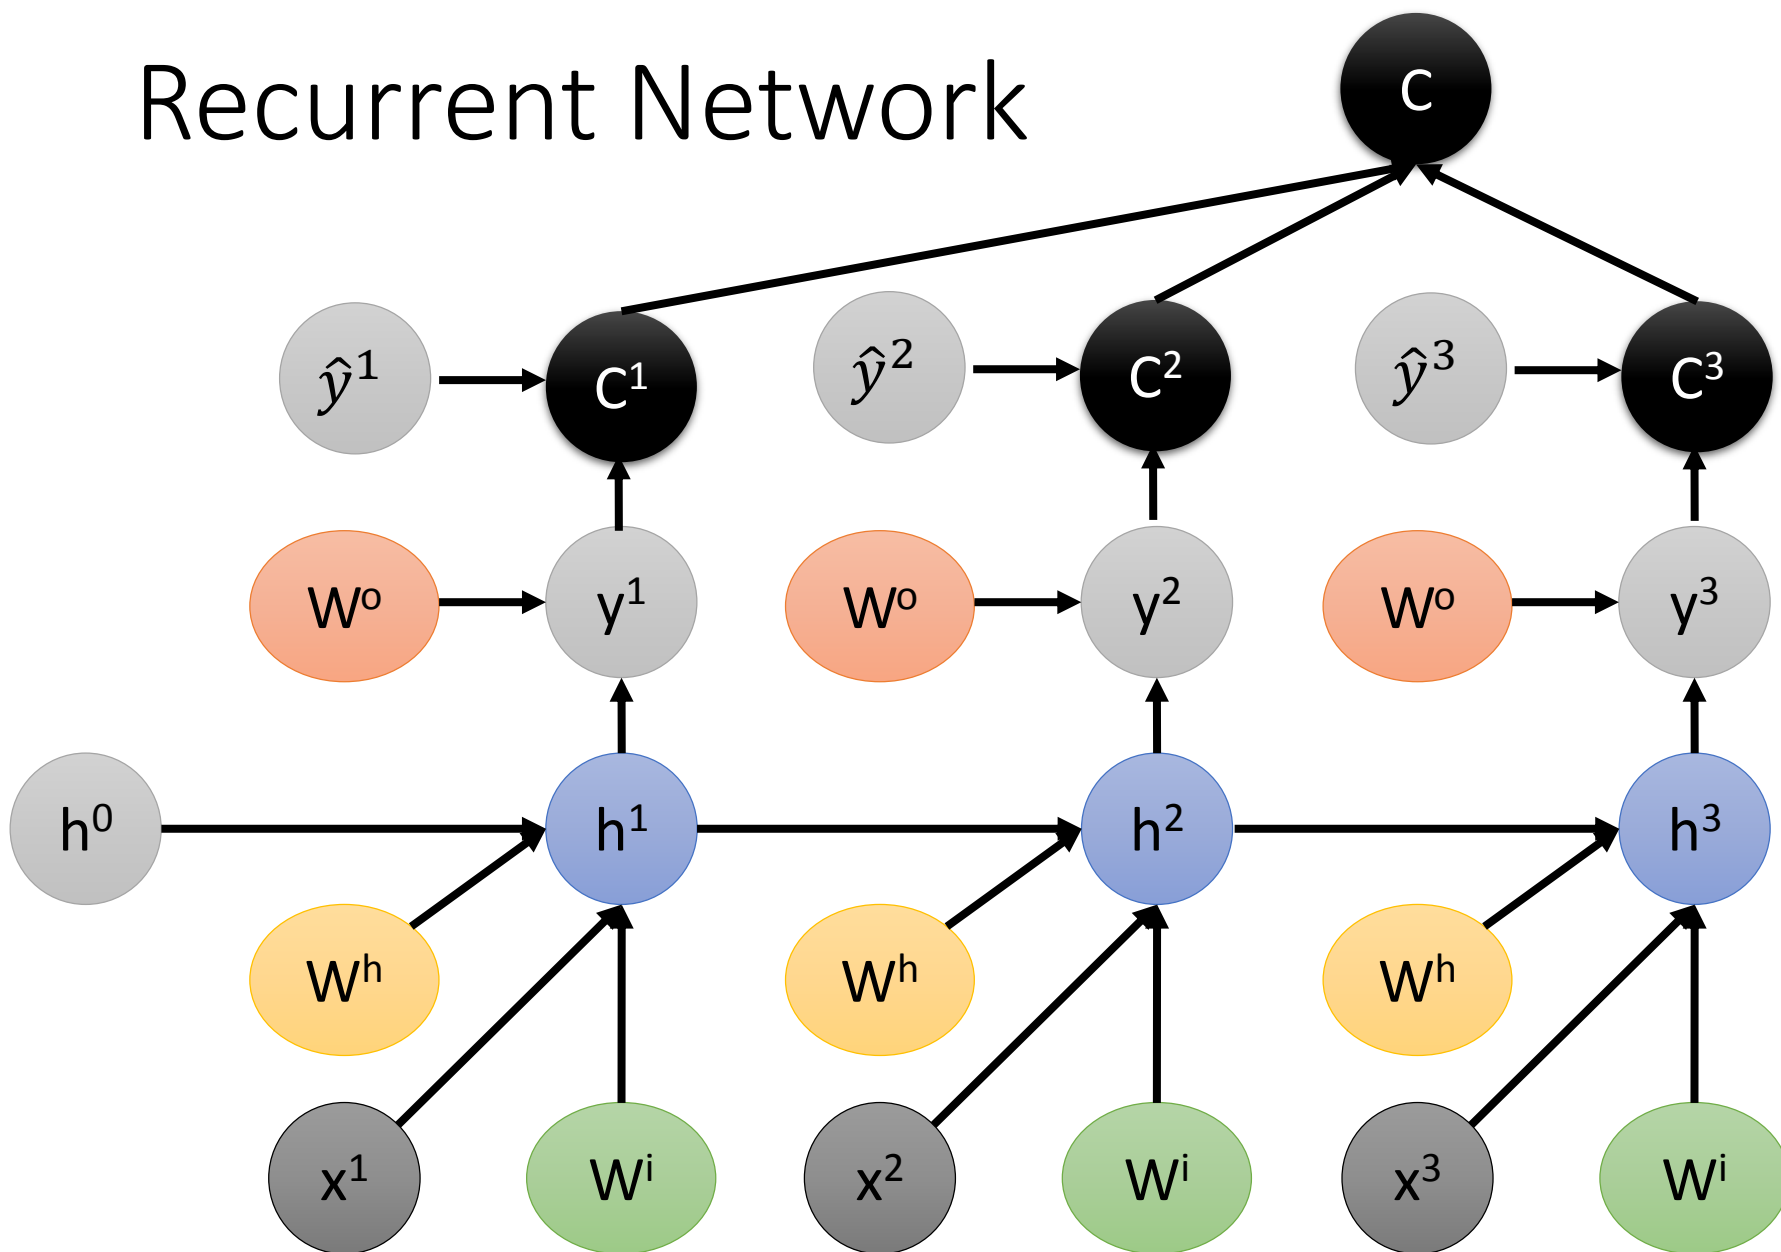 Recurrent Network
C
ŷ¹ C¹ ŷ² C² ŷ³ C³
Wᵒ y¹ Wᵒ y² Wᵒ y³
h⁰ h¹ h² h³
Wʰ Wʰ Wʰ
x¹ Wⁱ x² Wⁱ x³ Wⁱ